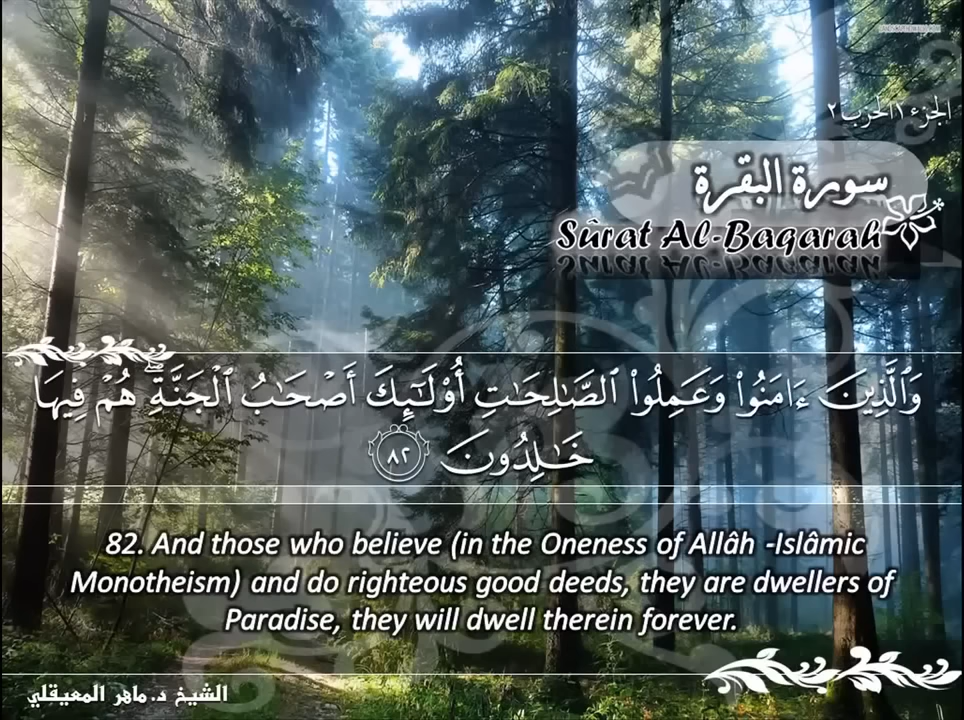 الجزء ١ الحزب ٢
سورة البقرة
Sûrat Al-Baqarah
وَٱلَّذِينَ ءَامَنُوا۟ وَعَمِلُوا۟ ٱلصَّـٰلِحَـٰتِ أُو۟لَـٰٓئِكَ أَصْحَـٰبُ ٱلْجَنَّةِ ۖ هُمْ فِيهَا
خَـٰلِدُونَ ٨٢
82. And those who believe (in the Oneness of Allâh -Islâmic
Monotheism) and do righteous good deeds, they are dwellers of
Paradise, they will dwell therein forever.
الشيخ د. ماهر المعيقلي